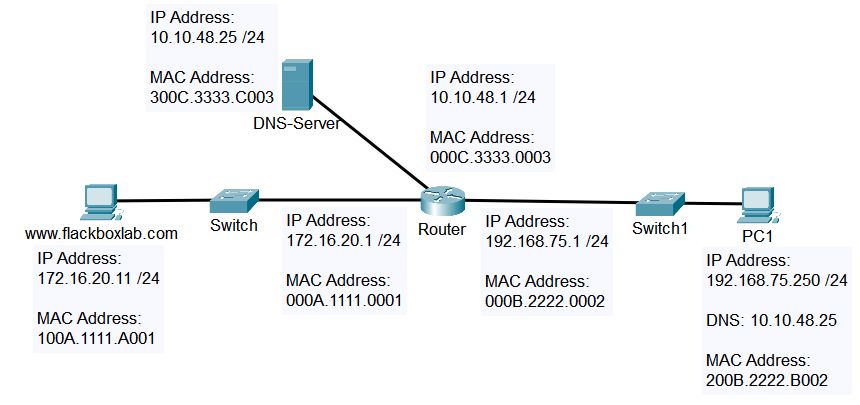 IP Address:
10.10.48.25 /24
MAC Address:
300C.3333.C003
DNS-Server
IP Address:
10.10.48.1 /24
MAC Address:
000C.3333.0003
www.flackboxlab.com
IP Address:
172.16.20.11 /24
MAC Address:
100A.1111.A001
Switch
IP Address:
172.16.20.1 /24
MAC Address:
000A.1111.0001
Router
IP Address:
192.168.75.1 /24
MAC Address:
000B.2222.0002
Switch1
PC1
IP Address:
192.168.75.250 /24
DNS: 10.10.48.25
MAC Address:
200B.2222.B002